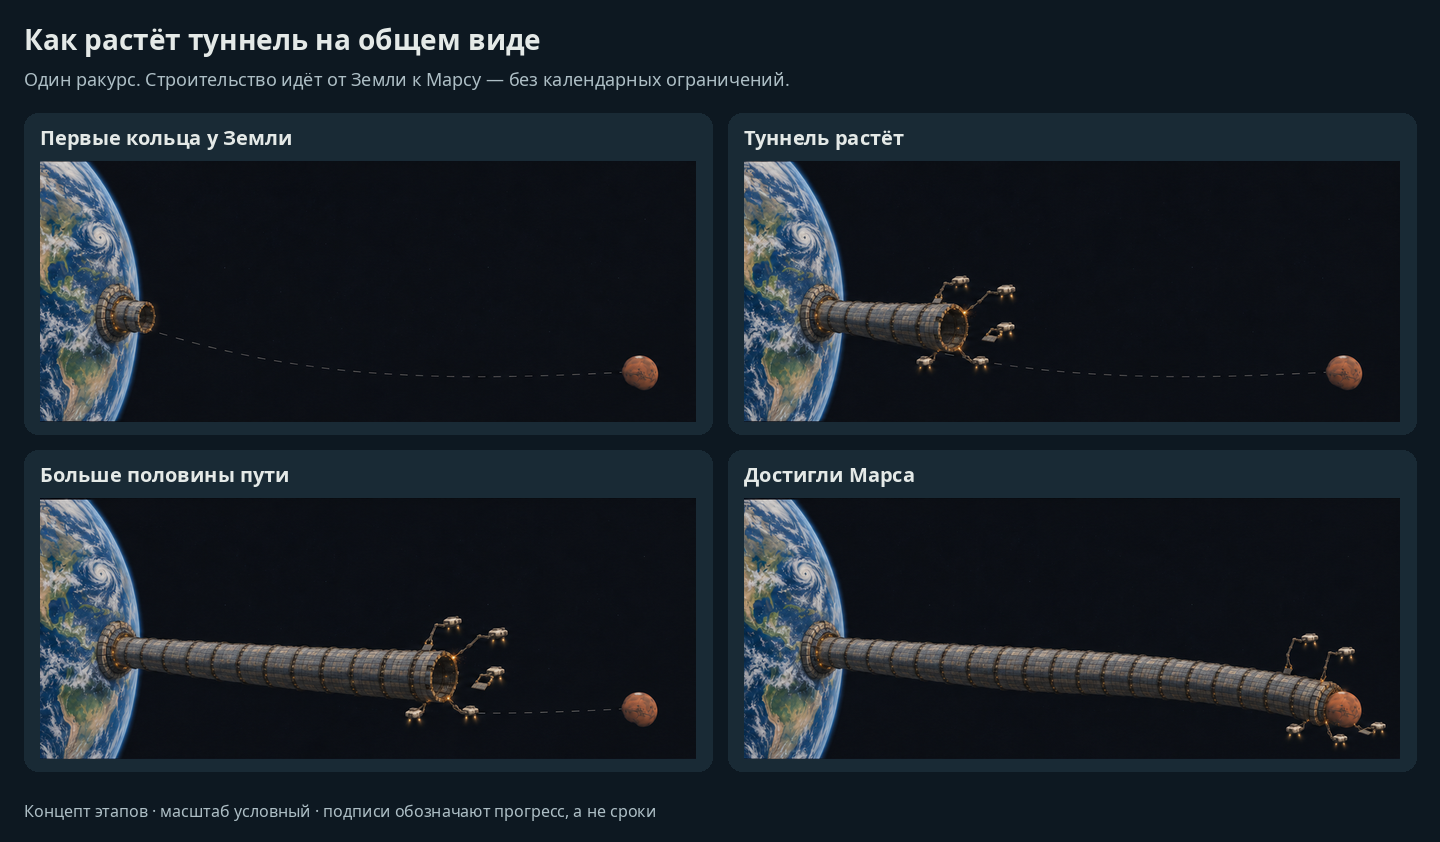 Как растёт туннель на общем виде
Один ракурс. Строительство идёт от Земли к Марсу — без календарных ограничений.
Первые кольца у Земли
Туннель растёт
Больше половины пути
Достигли Марса
Концепт этапов · масштаб условный · подписи обозначают прогресс, а не сроки